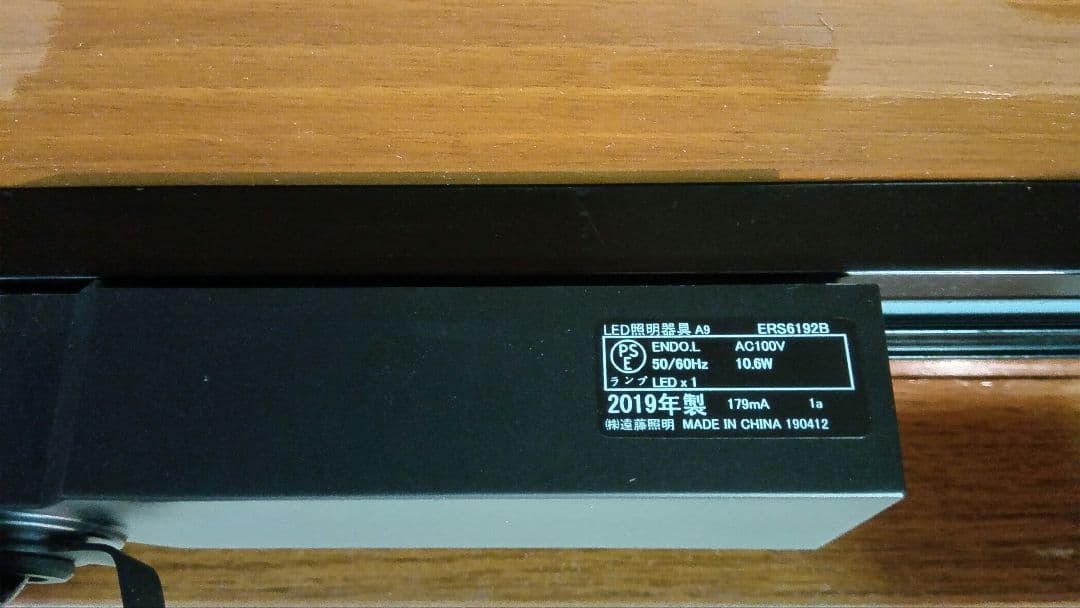 LED照明器具 A9 ERS6192B
PSE ENDO.L AC100V
50/60Hz 10.6W
ランプ LED x 1
2019年製 179mA 1a
㈱遠藤照明 MADE IN CHINA 190412